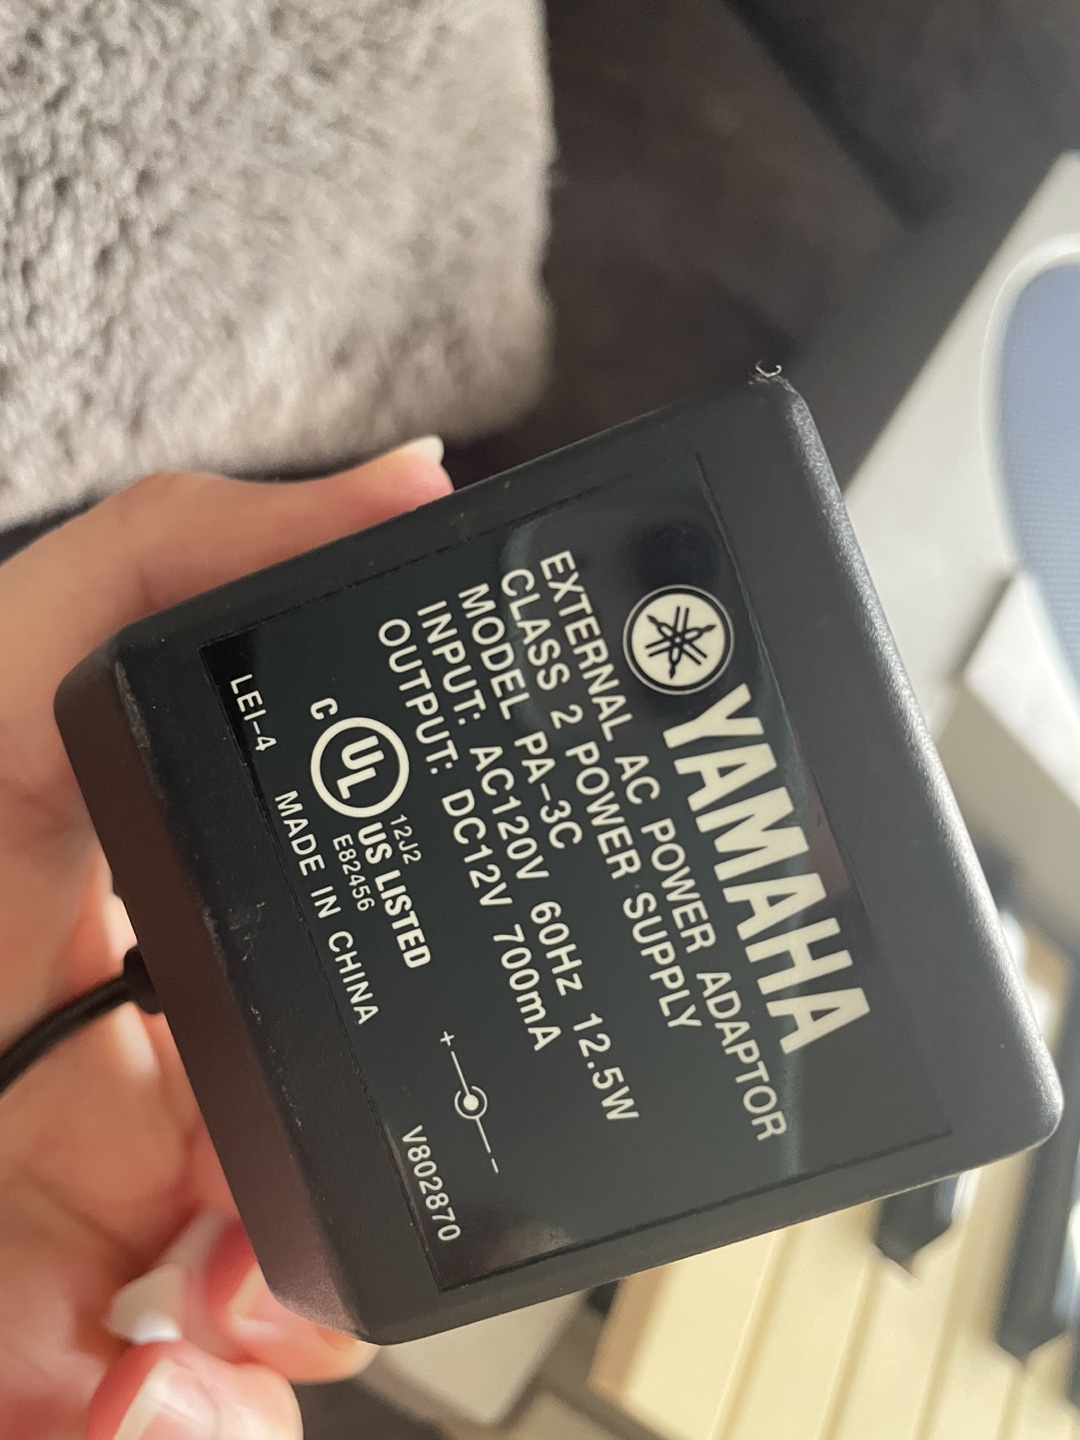 YAMAHA
EXTERNAL AC POWER ADAPTOR
CLASS 2 POWER SUPPLY
MODEL PA-3C
INPUT: AC120V 60Hz 12.5W
OUTPUT: DC12V 700mA
+ -
C UL US LISTED
12J2
E82456
LEI-4 MADE IN CHINA V802870